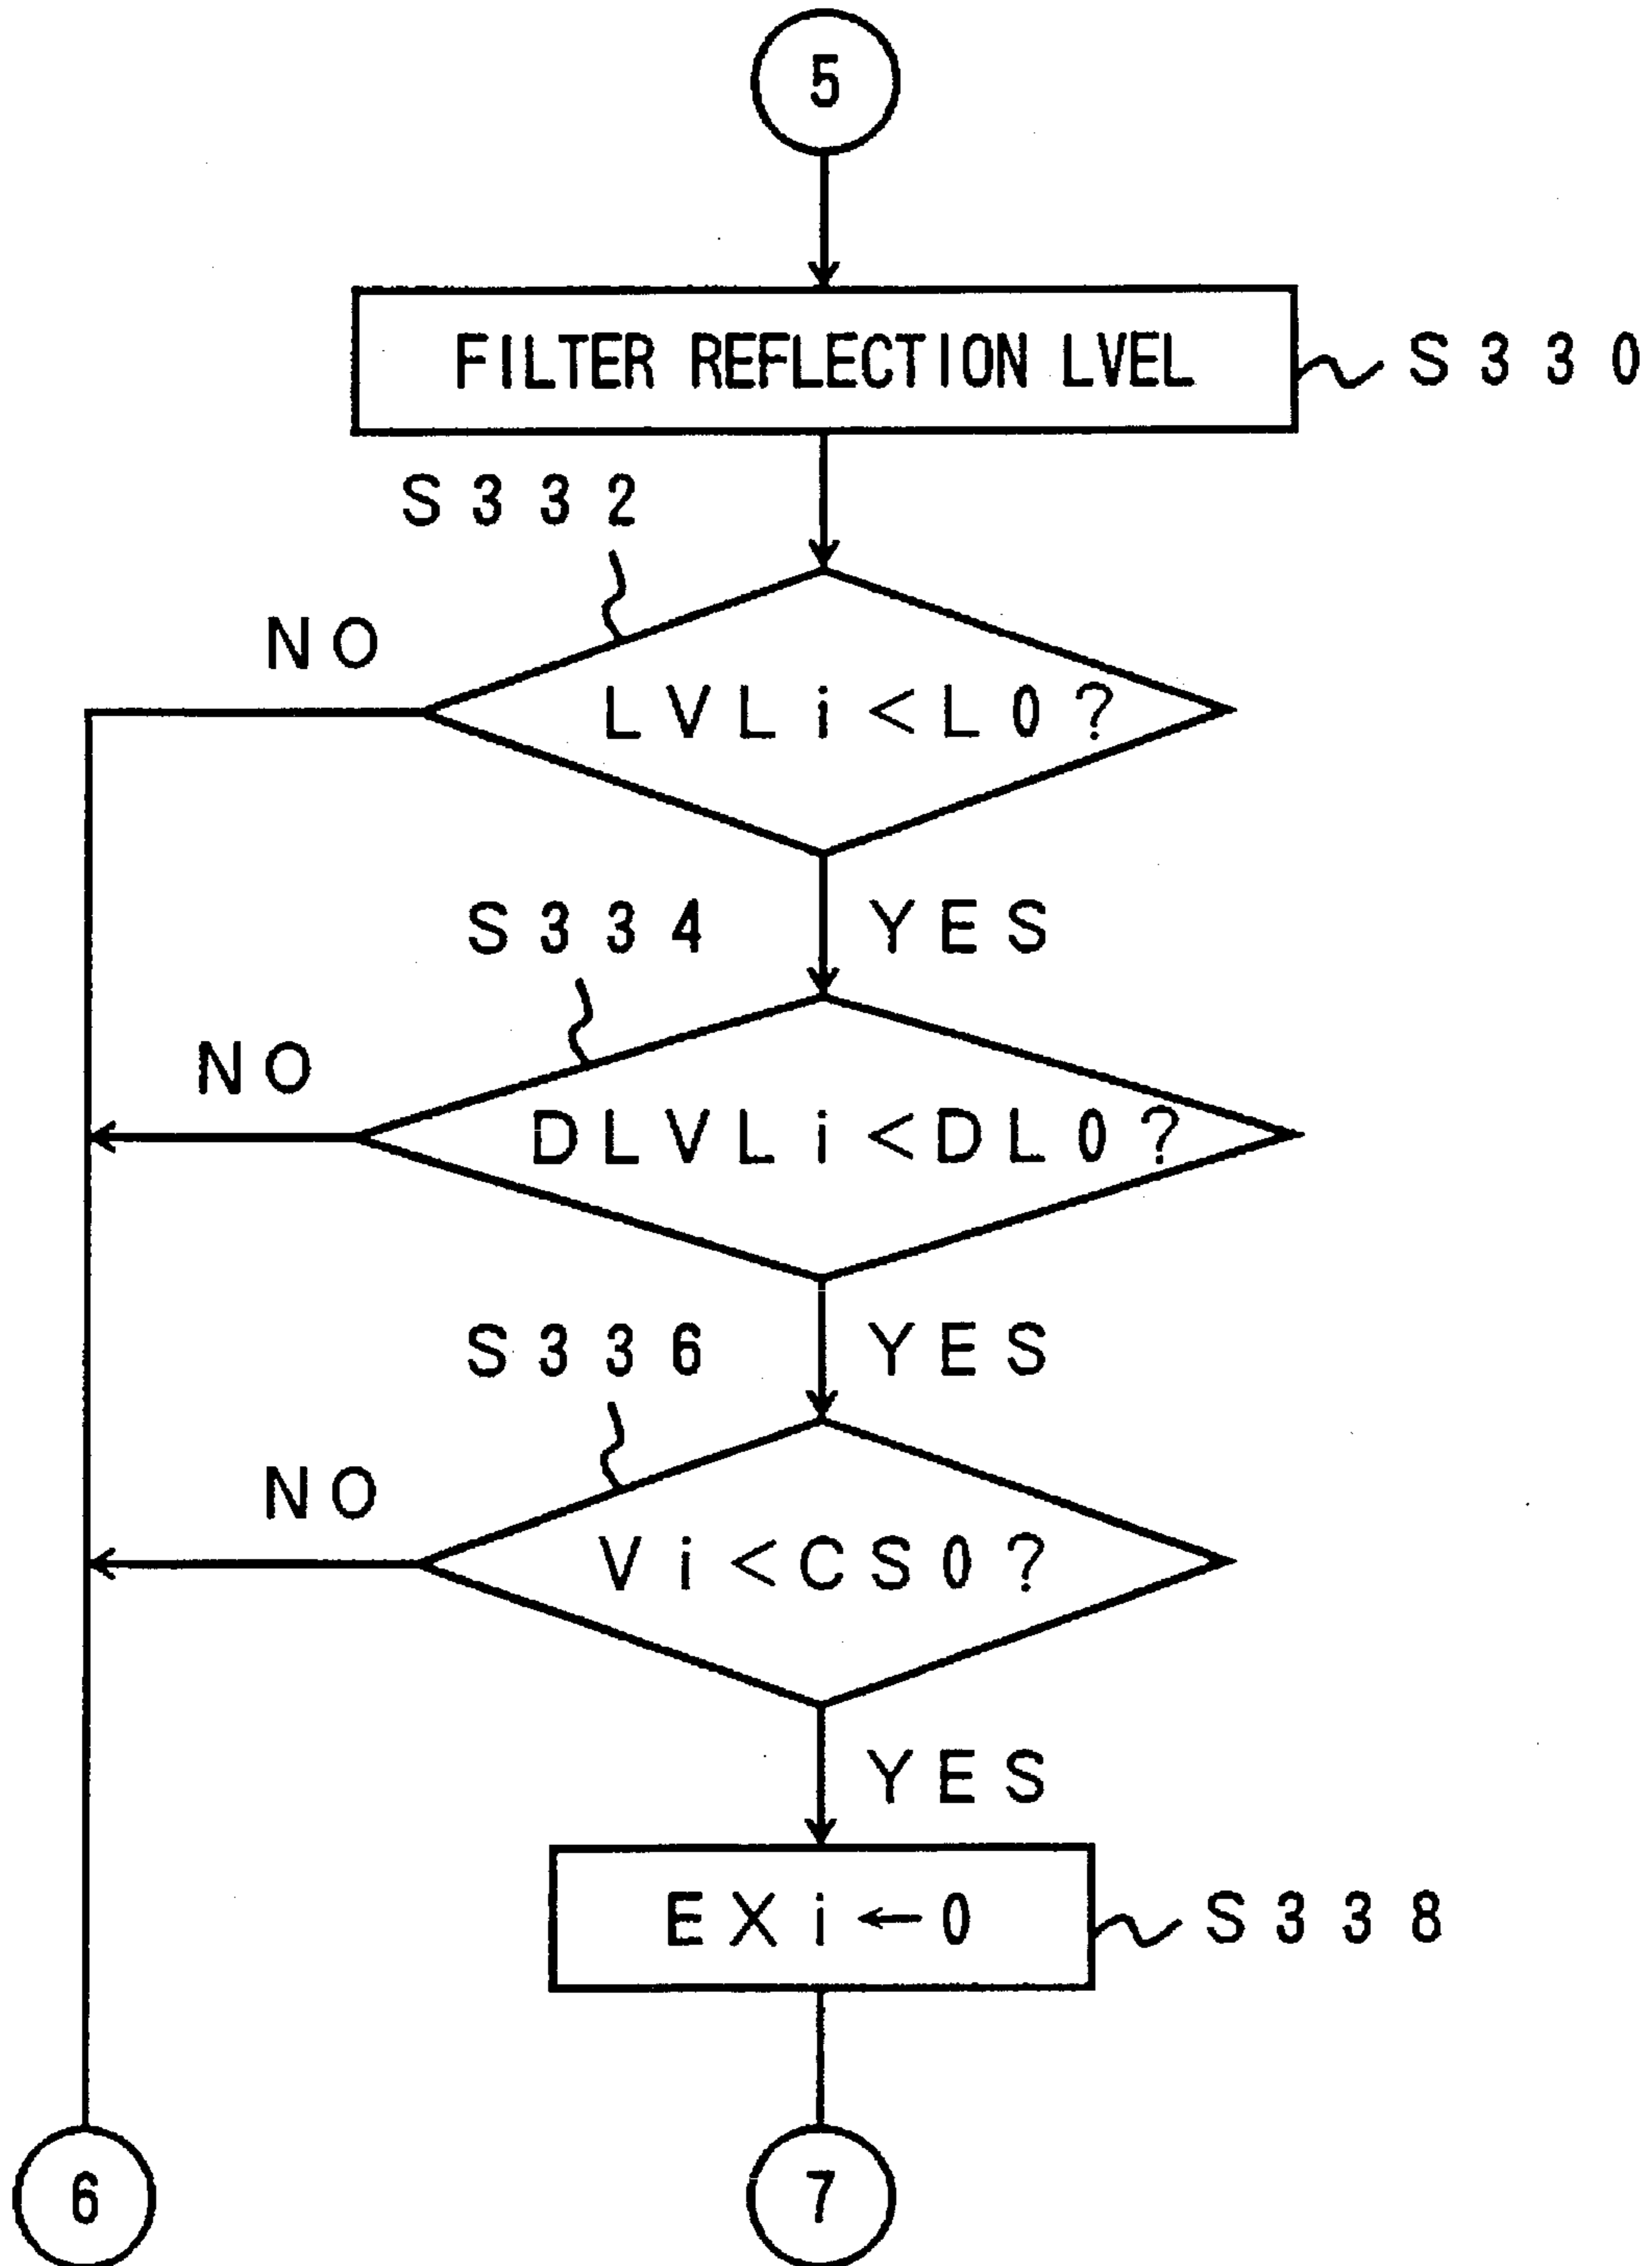 5
FILTER REFLECTION LVEL
S330
S332
NO
LVLi<L0?
S334
YES
NO
DLVLi<DL0?
S336
YES
NO
Vi<CS0?
YES
EXi←0
S338
6
7